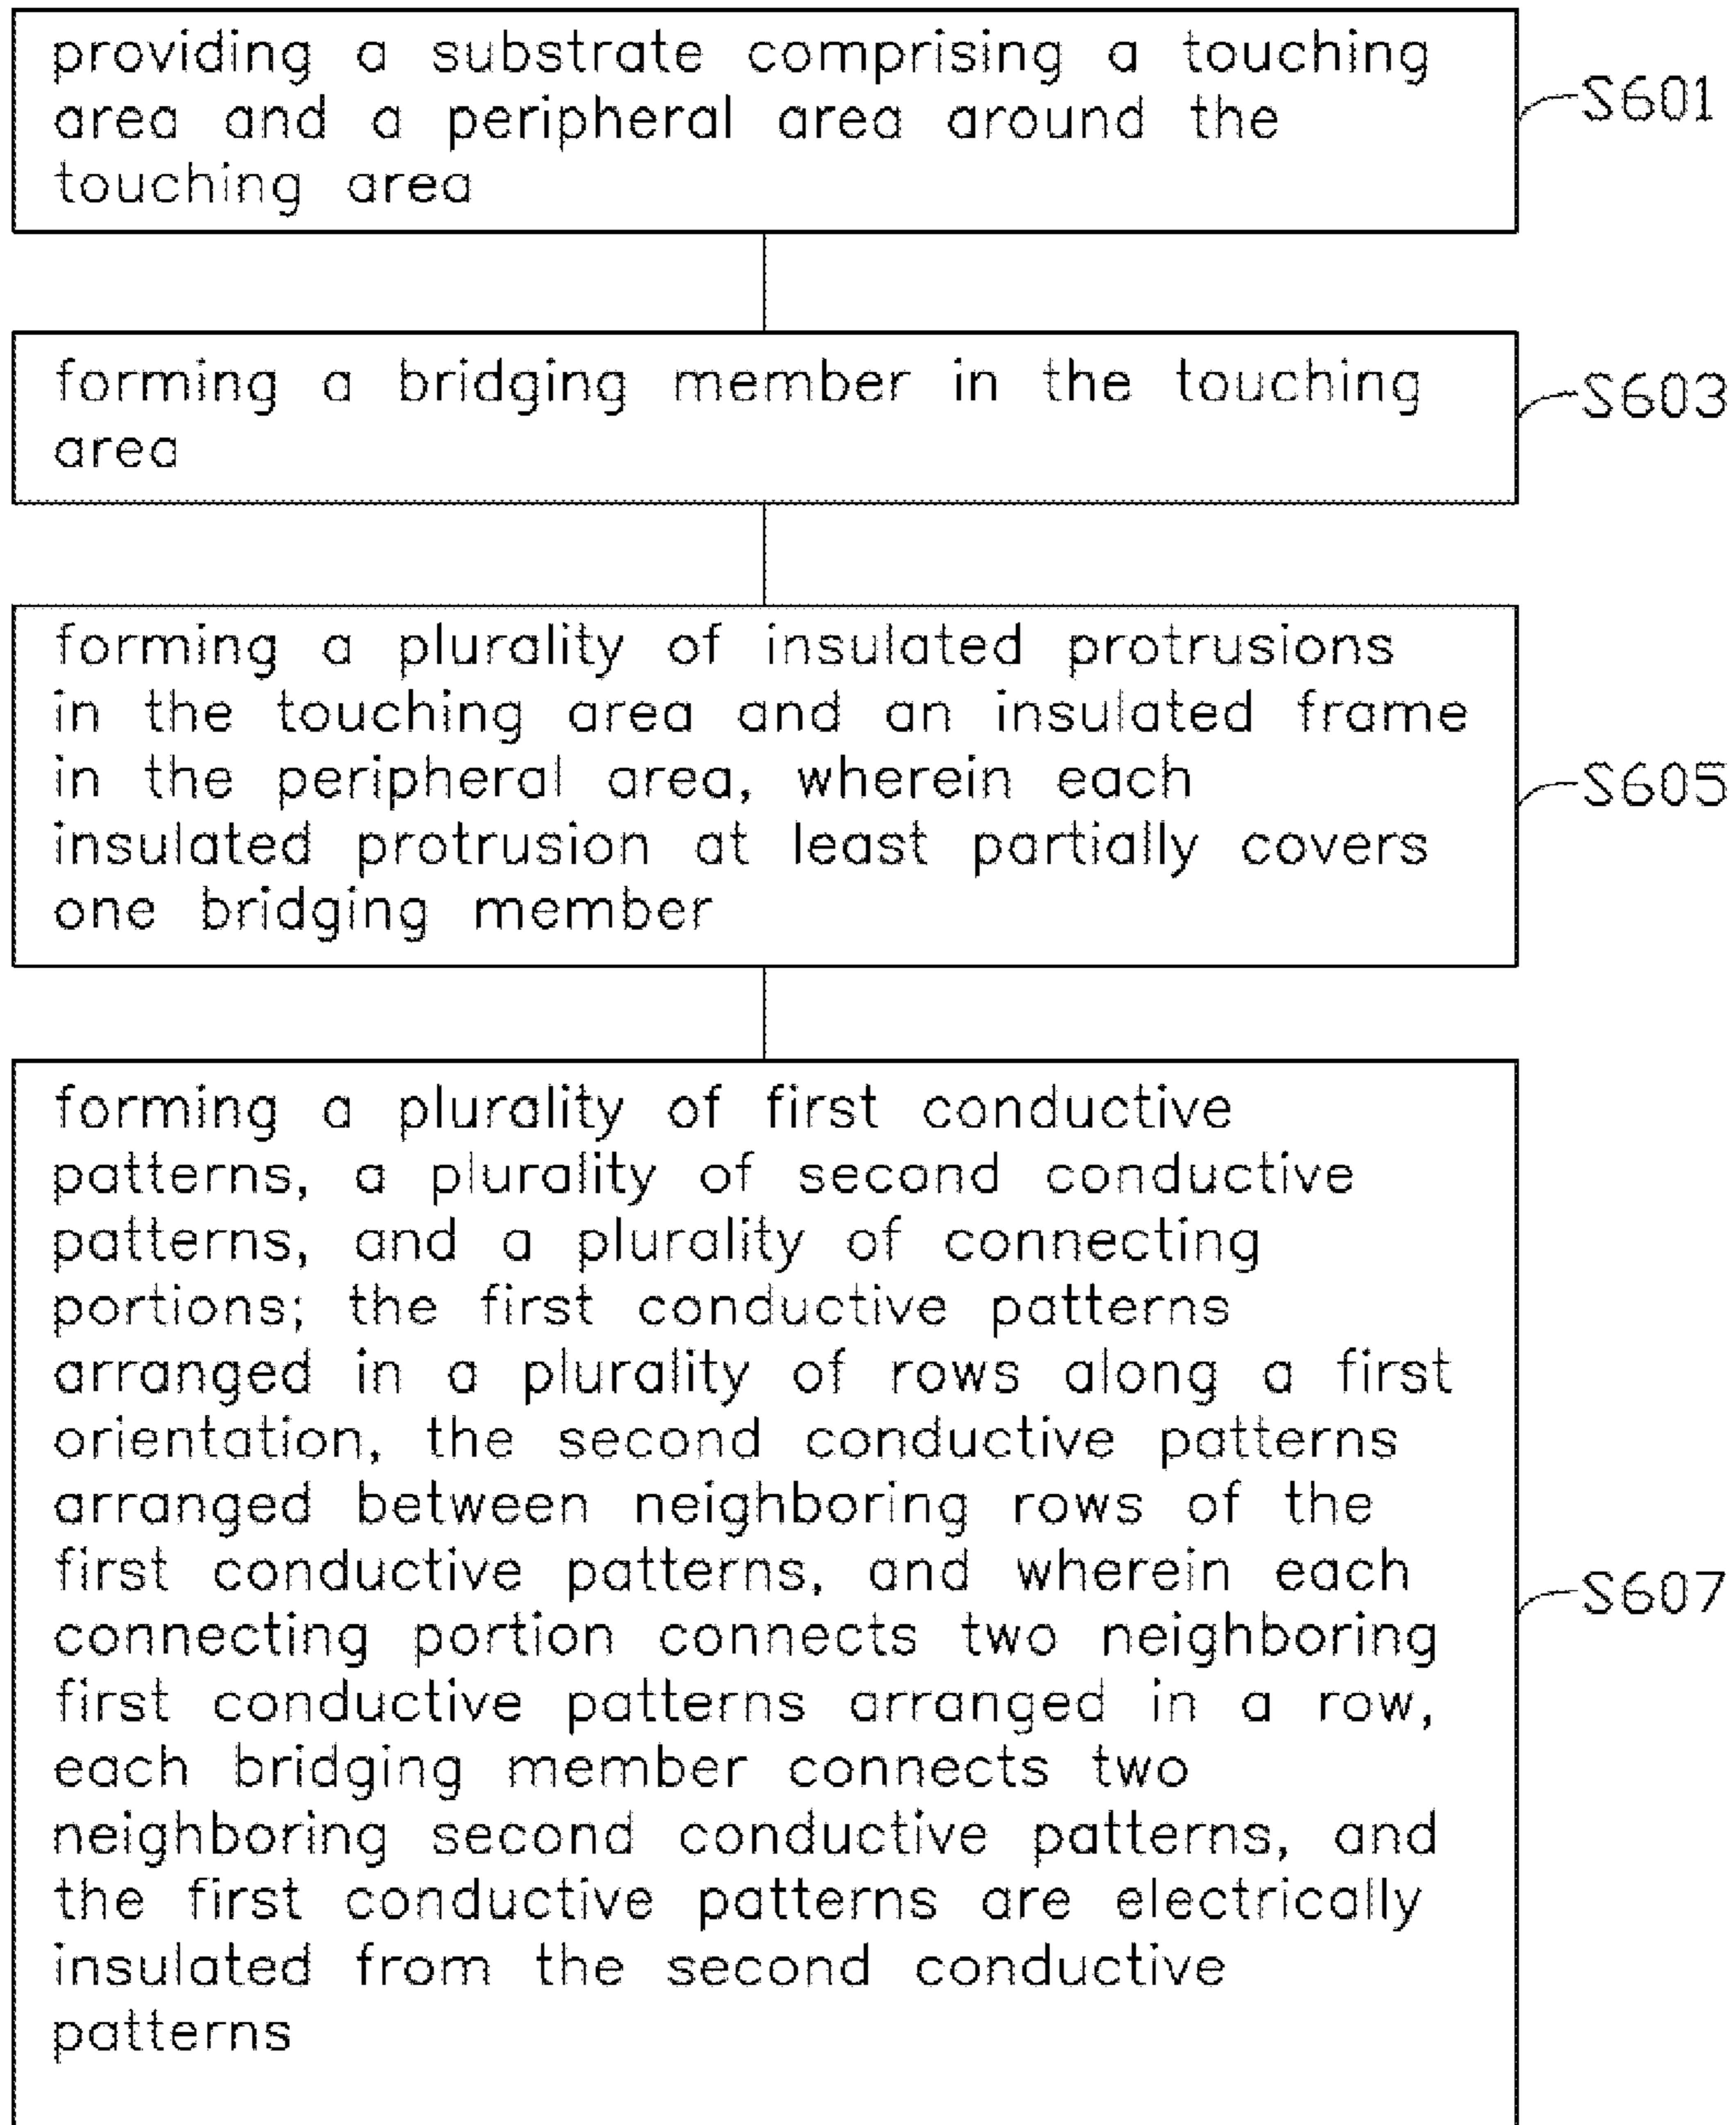 providing a substrate comprising a touching
area and a peripheral area around the
touching area
S601
forming a bridging member in the touching
area
S603
forming a plurality of insulated protrusions
in the touching area and an insulated frame
in the peripheral area, wherein each
insulated protrusion at least partially covers
one bridging member
S605
forming a plurality of first conductive
patterns, a plurality of second conductive
patterns, and a plurality of connecting
portions; the first conductive patterns
arranged in a plurality of rows along a first
orientation, the second conductive patterns
arranged between neighboring rows of the
first conductive patterns, and wherein each
connecting portion connects two neighboring
first conductive patterns arranged in a row,
each bridging member connects two
neighboring second conductive patterns, and
the first conductive patterns are electrically
insulated from the second conductive
patterns
S607